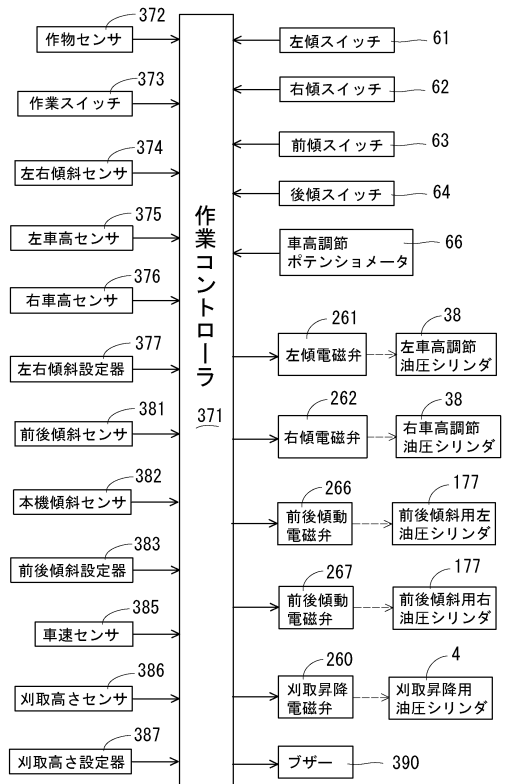 372
作物センサ
373
作業スイッチ
374
左右傾斜センサ
375
左車高センサ
376
右車高センサ
377
左右傾斜設定器
381
前後傾斜センサ
382
本機傾斜センサ
383
前後傾斜設定器
385
車速センサ
386
刈取高さセンサ
387
刈取高さ設定器
作業コントローラ
371
左傾スイッチ
61
右傾スイッチ
62
前傾スイッチ
63
後傾スイッチ
64
車高調節
ポテンショメータ
66
261
左傾電磁弁
38
左車高調節
油圧シリンダ
262
右傾電磁弁
38
右車高調節
油圧シリンダ
266
前後傾動
電磁弁
177
前後傾斜用左
油圧シリンダ
267
前後傾動
電磁弁
177
前後傾斜用右
油圧シリンダ
260
刈取昇降
電磁弁
4
刈取昇降用
油圧シリンダ
ブザー
390